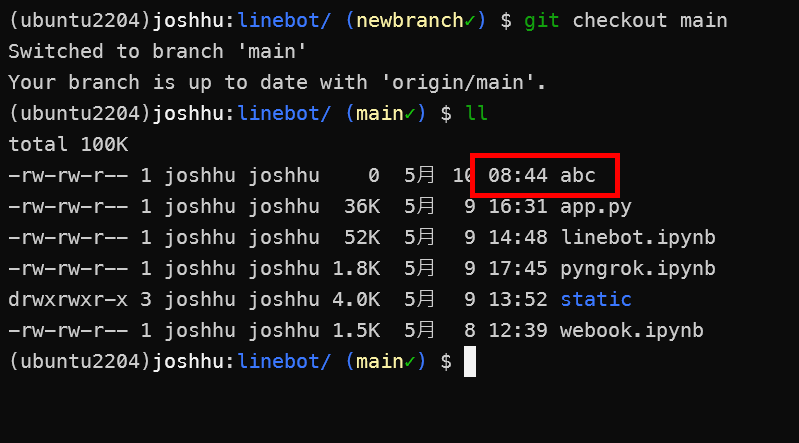 (ubuntu2204)joshhu:linebot/ (newbranch✓) $ git checkout main
Switched to branch 'main'
Your branch is up to date with 'origin/main'.
(ubuntu2204)joshhu:linebot/ (main✓) $ ll
total 100K
-rw-rw-r-- 1 joshhu joshhu    0  5月 10 08:44 abc
-rw-rw-r-- 1 joshhu joshhu  36K  5月  9 16:31 app.py
-rw-rw-r-- 1 joshhu joshhu  52K  5月  9 14:48 linebot.ipynb
-rw-rw-r-- 1 joshhu joshhu 1.8K  5月  9 17:45 pyngrok.ipynb
drwxrwxr-x 3 joshhu joshhu 4.0K  5月  9 13:52 static
-rw-rw-r-- 1 joshhu joshhu 1.5K  5月  8 12:39 webook.ipynb
(ubuntu2204)joshhu:linebot/ (main✓) $